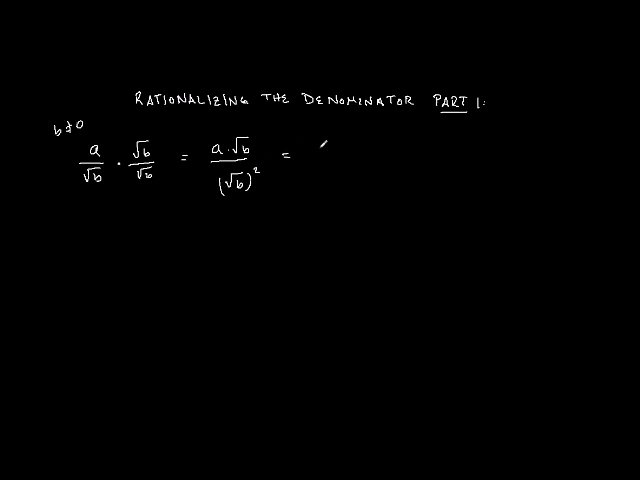 RATIONALIZING THE DENOMINATOR PART 1:
b≠0
a/√b · √b/√b = a·√b/(√b)² =